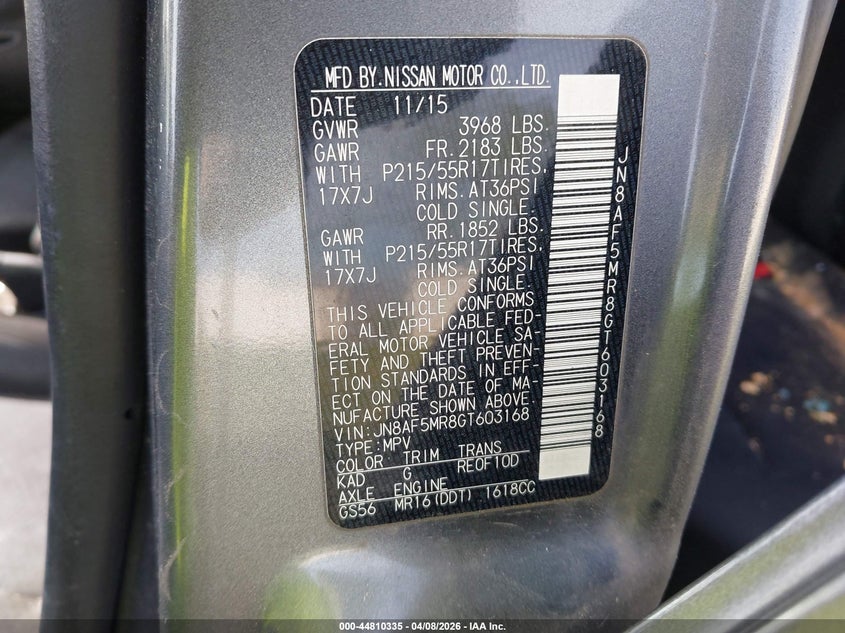 MFD BY.NISSAN MOTOR CO.,LTD.
DATE 11/15
GVWR 3968 LBS.
GAWR FR.2183 LBS.
WITH P215/55R17TIRES,
17X7J RIMS.AT36PSI
COLD SINGLE.
GAWR RR.1852 LBS.
WITH P215/55R17TIRES,
17X7J RIMS.AT36PSI
COLD SINGLE.
THIS VEHICLE CONFORMS
TO ALL APPLICABLE FED-
ERAL MOTOR VEHICLE SA-
FETY AND THEFT PREVEN-
TION STANDARDS IN EFF-
ECT ON THE DATE OF MA-
NUFACTURE SHOWN ABOVE.
VIN:JN8AF5MR8GT603168
TYPE:MPV
COLOR TRIM TRANS
KAD G RE0F10D
AXLE ENGINE
GS56 MR16(DDT) 1618CC
JN8AF5MR8GT603168
000-44810335 04/08/2026 - IAA Inc.